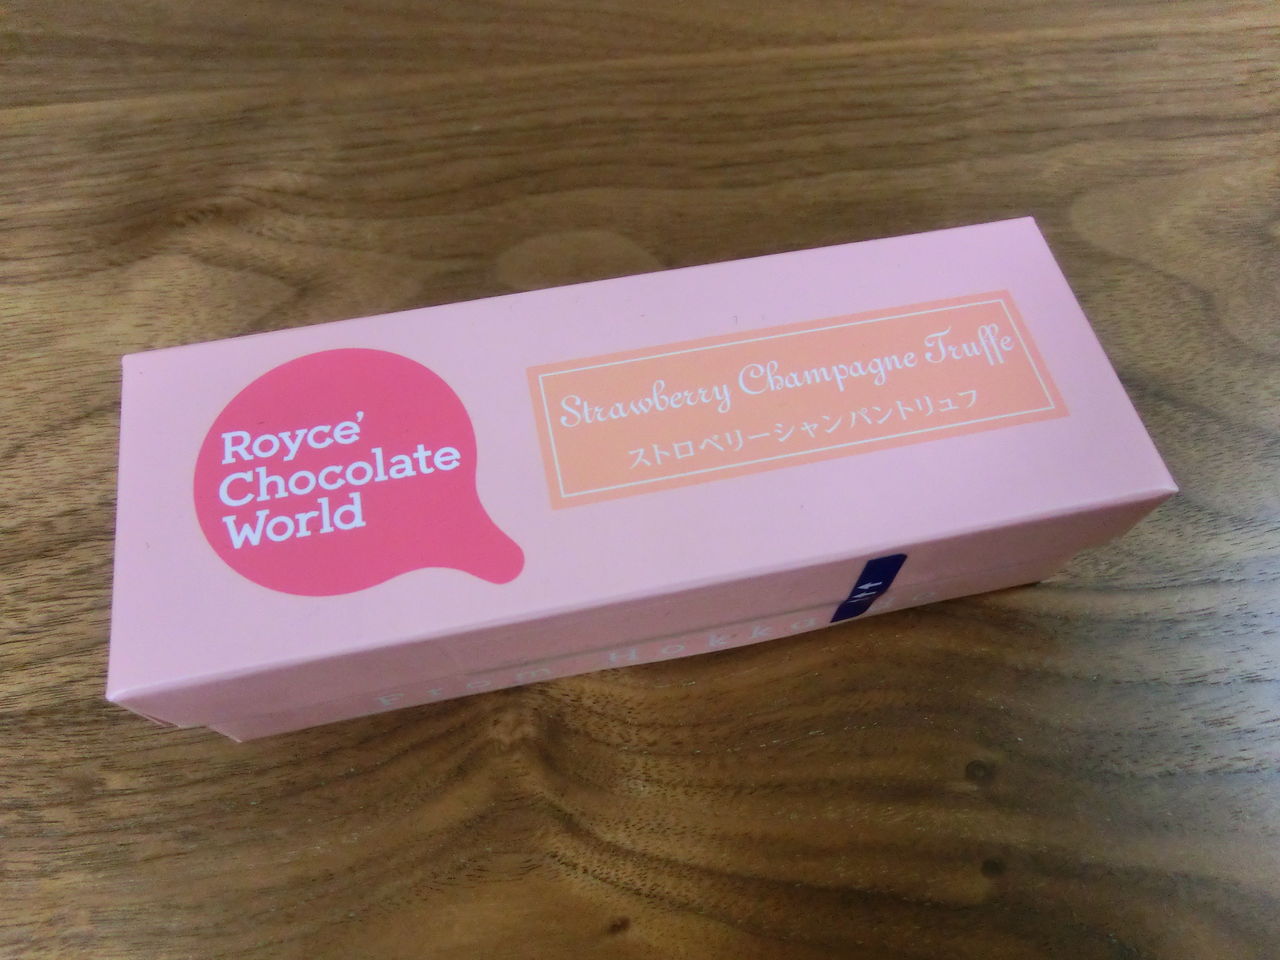 Royce’
Chocolate
World
Strawberry Champagne Truffe
ストロベリーシャンパントリュフ
From